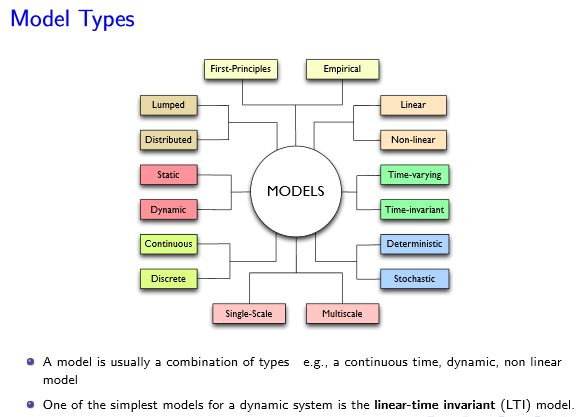 Model Types
First-Principles
Empirical
Lumped
Linear
Distributed
Non-linear
Static
Time-varying
MODELS
Dynamic
Time-invariant
Continuous
Deterministic
Discrete
Stochastic
Single-Scale
Multiscale
A model is usually a combination of types e.g., a continuous time, dynamic, non linear
model
One of the simplest models for a dynamic system is the linear-time invariant (LTI) model.